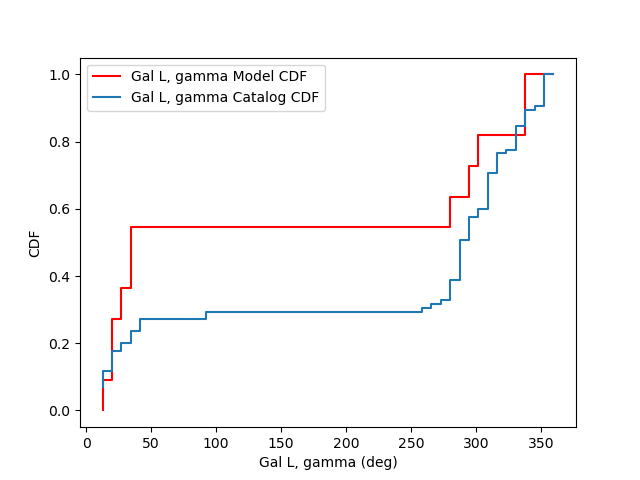 Gal L, gamma Model CDF
Gal L, gamma Catalog CDF
CDF
1.0
0.8
0.6
0.4
0.2
0.0
0 50 100 150 200 250 300 350
Gal L, gamma (deg)